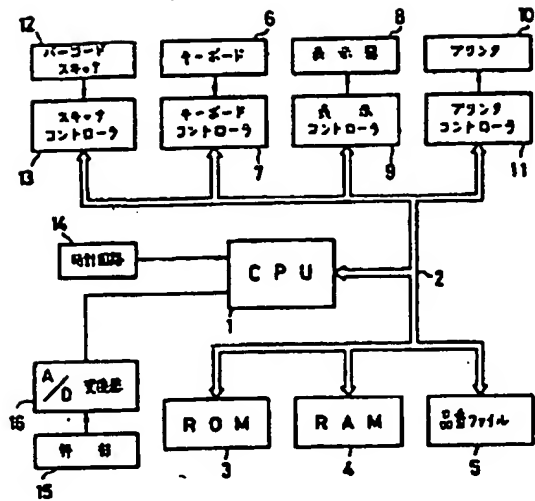 12
6
8
10
バーコード
スキャナ
キーボード
表示器
プリンタ
スキャナ
コントローラ
キーボード
コントローラ
表示
コントローラ
プリンタ
コントローラ
13
7
9
11
14
時計回路
CPU
1
2
A/D 変換器
16
ROM
RAM
品番ファイル
15
3
4
5